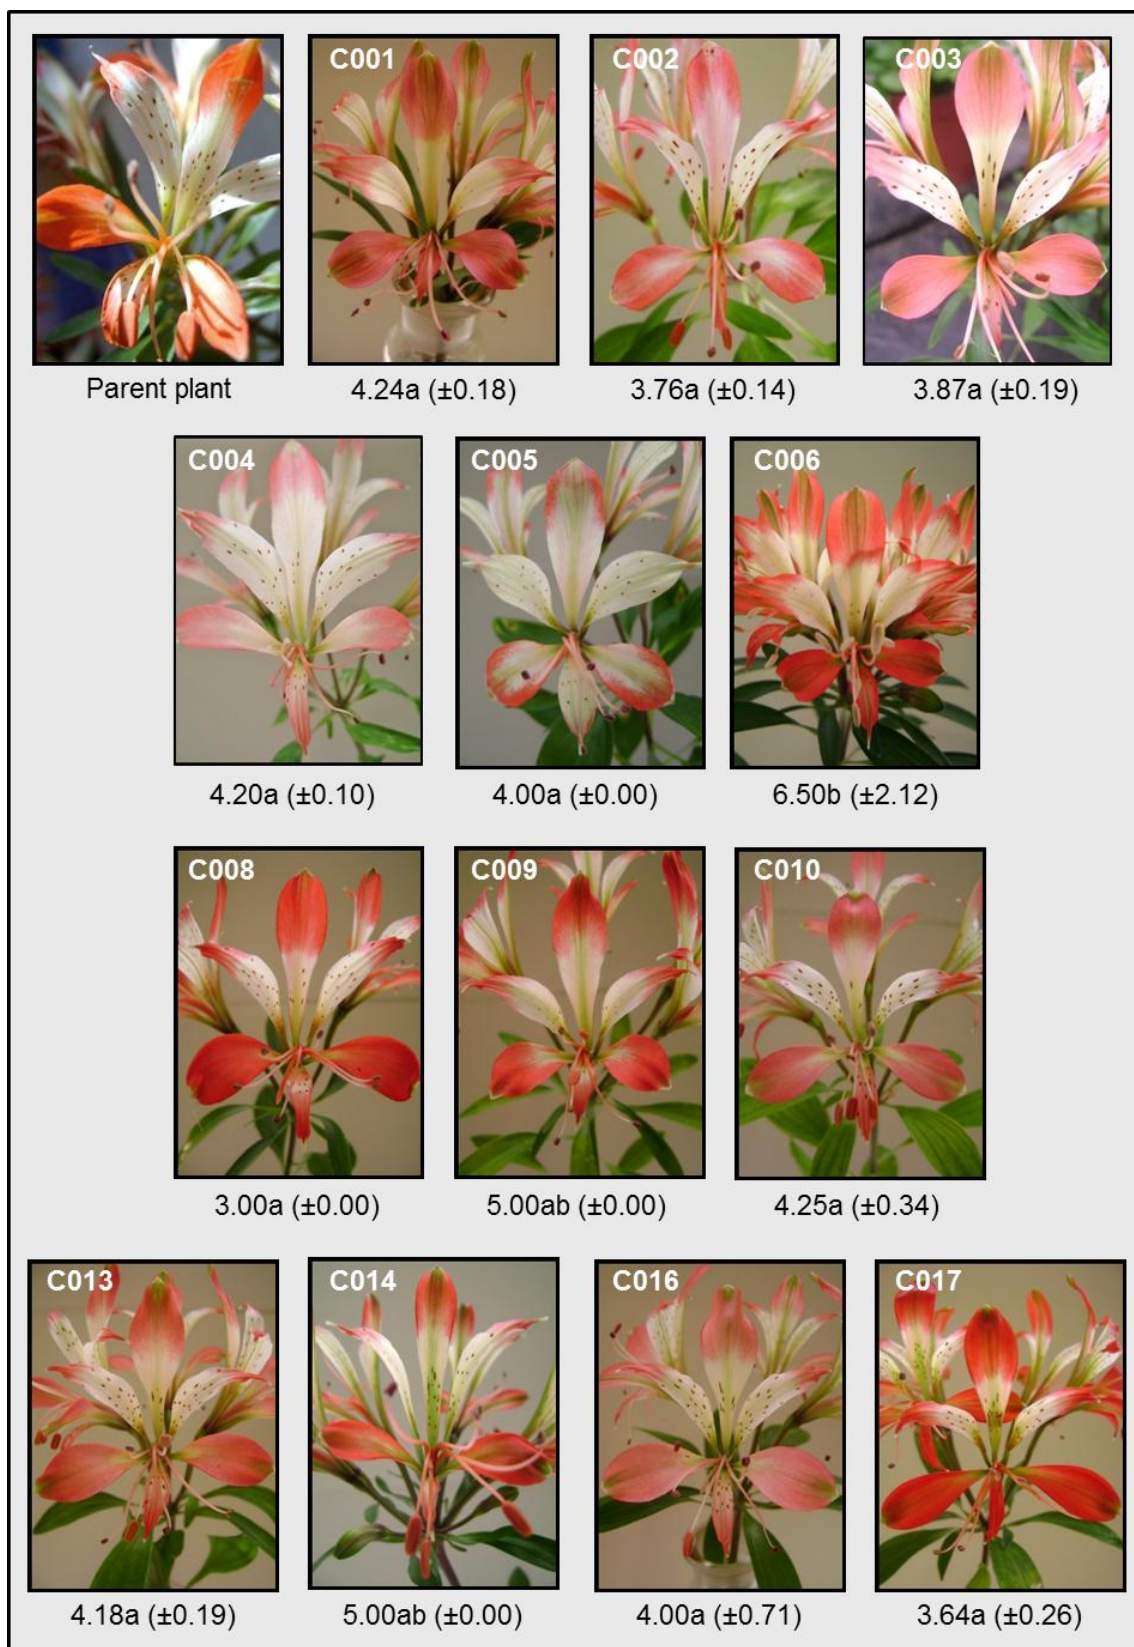 C001
C002
C003
Parent plant
4.24a (±0.18)
3.76a (±0.14)
3.87a (±0.19)
C004
C005
C006
4.20a (±0.10)
4.00a (±0.00)
6.50b (±2.12)
C008
C009
C010
3.00a (±0.00)
5.00ab (±0.00)
4.25a (±0.34)
C013
C014
C016
C017
4.18a (±0.19)
5.00ab (±0.00)
4.00a (±0.71)
3.64a (±0.26)